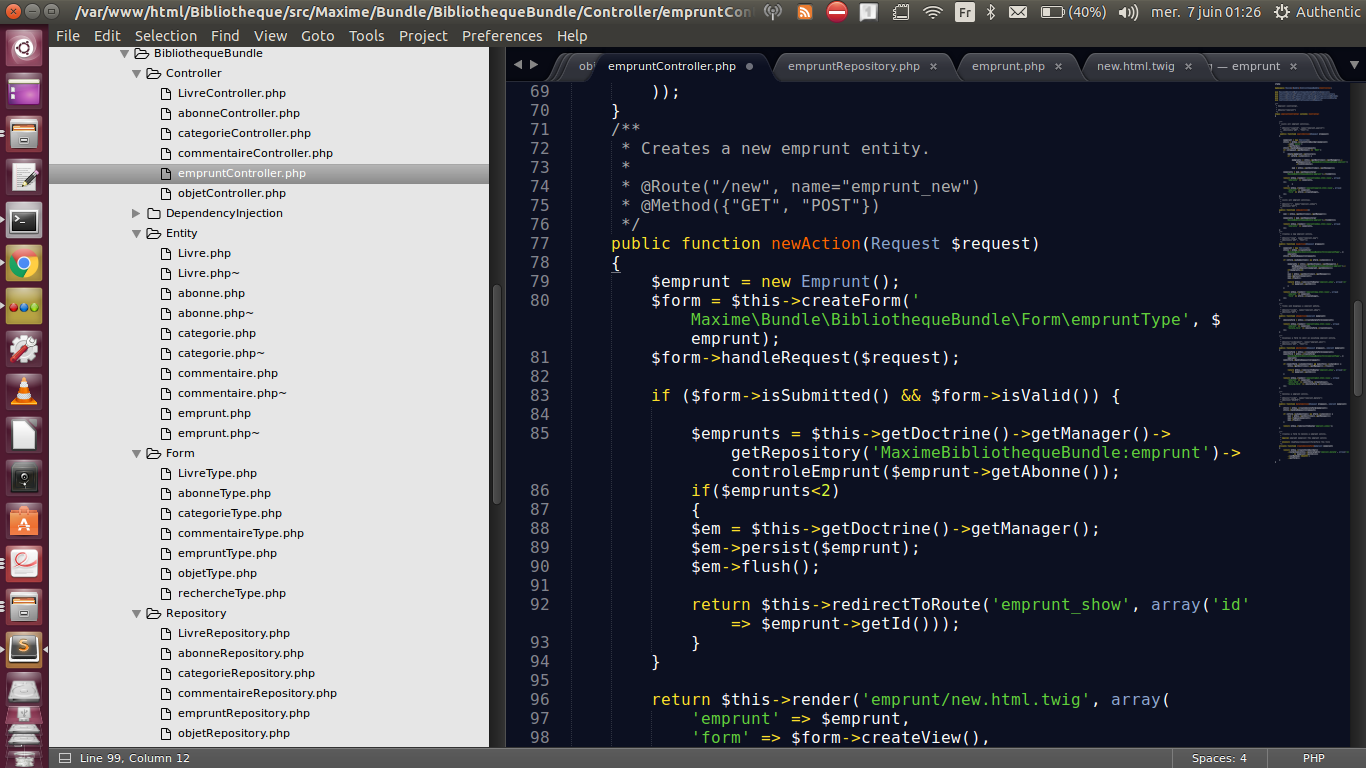 /var/www/html/Bibliotheque/src/Maxime/Bundle/BibliothequeBundle/Controller/empruntCon
Fr
(40%)
mer. 7 juin 01:26
Authentic
File Edit Selection Find View Goto Tools Project Preferences Help
BibliothequeBundle
Controller
LivreController.php
abonneController.php
categorieController.php
commentaireController.php
empruntController.php
objetController.php
DependencyInjection
Entity
Livre.php
Livre.php~
abonne.php
abonne.php~
categorie.php
categorie.php~
commentaire.php
commentaire.php~
emprunt.php
emprunt.php~
Form
LivreType.php
abonneType.php
categorieType.php
commentaireType.php
empruntType.php
objetType.php
rechercheType.php
Repository
LivreRepository.php
abonneRepository.php
categorieRepository.php
commentaireRepository.php
empruntRepository.php
objetRepository.php
obj empruntController.php empruntRepository.php × emprunt.php × new.html.twig × — emprunt ×
69 ));
70 }
71 /**
72 * Creates a new emprunt entity.
73 *
74 * @Route("/new", name="emprunt_new")
75 * @Method({"GET", "POST"})
76 */
77 public function newAction(Request $request)
78 {
79 $emprunt = new Emprunt();
80 $form = $this->createForm('
Maxime\Bundle\BibliothequeBundle\Form\empruntType', $
emprunt);
81 $form->handleRequest($request);
82
83 if ($form->isSubmitted() && $form->isValid()) {
84
85 $emprunts = $this->getDoctrine()->getManager()->
getRepository('MaximeBibliothequeBundle:emprunt')->
controleEmprunt($emprunt->getAbonne());
86 if($emprunts<2)
87 {
88 $em = $this->getDoctrine()->getManager();
89 $em->persist($emprunt);
90 $em->flush();
91
92 return $this->redirectToRoute('emprunt_show', array('id'
=> $emprunt->getId()));
93 }
94 }
95
96 return $this->render('emprunt/new.html.twig', array(
97 'emprunt' => $emprunt,
98 'form' => $form->createView(),
Line 99, Column 12
Spaces: 4
PHP